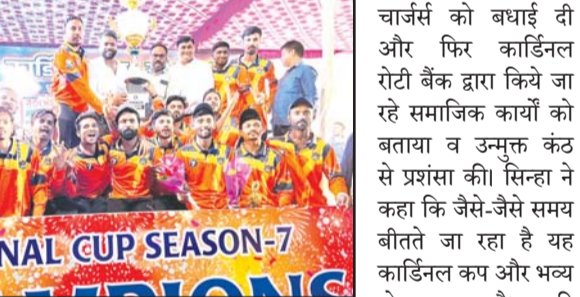 NAL CUP SEASON-7
चार्जर्स को बधाई दी
और फिर कार्डिनल
रोटी बैंक द्वारा किये जा
रहे समाजिक कार्यों को
बताया व उन्मुक्त कंठ
से प्रशंसा की। सिन्हा ने
कहा कि जैसे-जैसे समय
बीतते जा रहा है यह
कार्डिनल कप और भव्य